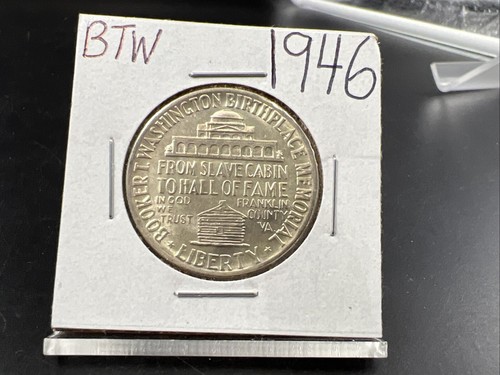 BTW
1946
BOOKER T. WASHINGTON BIRTHPLACE MEMORIAL
FROM SLAVE CABIN
TO HALL OF FAME
IN GOD
WE
TRUST
FRANKLIN
COUNTY
VA.
LIBERTY